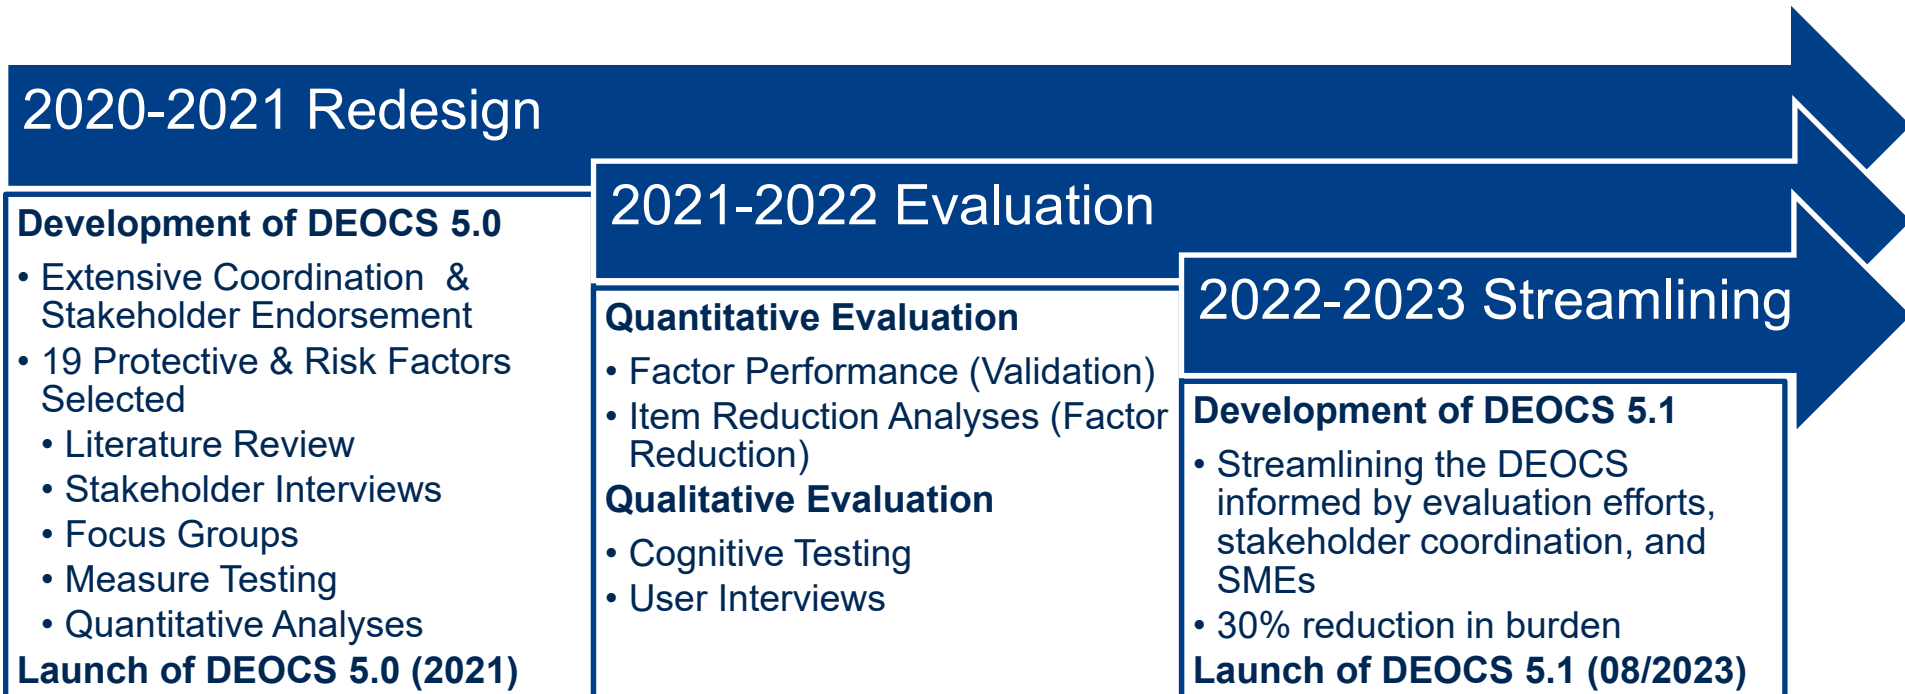 2020-2021 Redesign
Development of DEOCS 5.0
• Extensive Coordination &
Stakeholder Endorsement
• 19 Protective & Risk Factors
Selected
• Literature Review
• Stakeholder Interviews
• Focus Groups
• Measure Testing
• Quantitative Analyses
Launch of DEOCS 5.0 (2021)
2021-2022 Evaluation
Quantitative Evaluation
• Factor Performance (Validation)
• Item Reduction Analyses (Factor
Reduction)
Qualitative Evaluation
• Cognitive Testing
• User Interviews
2022-2023 Streamlining
Development of DEOCS 5.1
• Streamlining the DEOCS
informed by evaluation efforts,
stakeholder coordination, and
SMEs
• 30% reduction in burden
Launch of DEOCS 5.1 (08/2023)